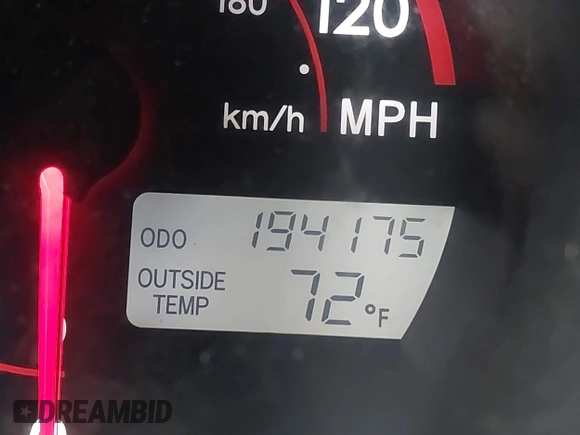 180 120
km/h MPH
ODO 194175
OUTSIDE TEMP 72°F
DREAMBID